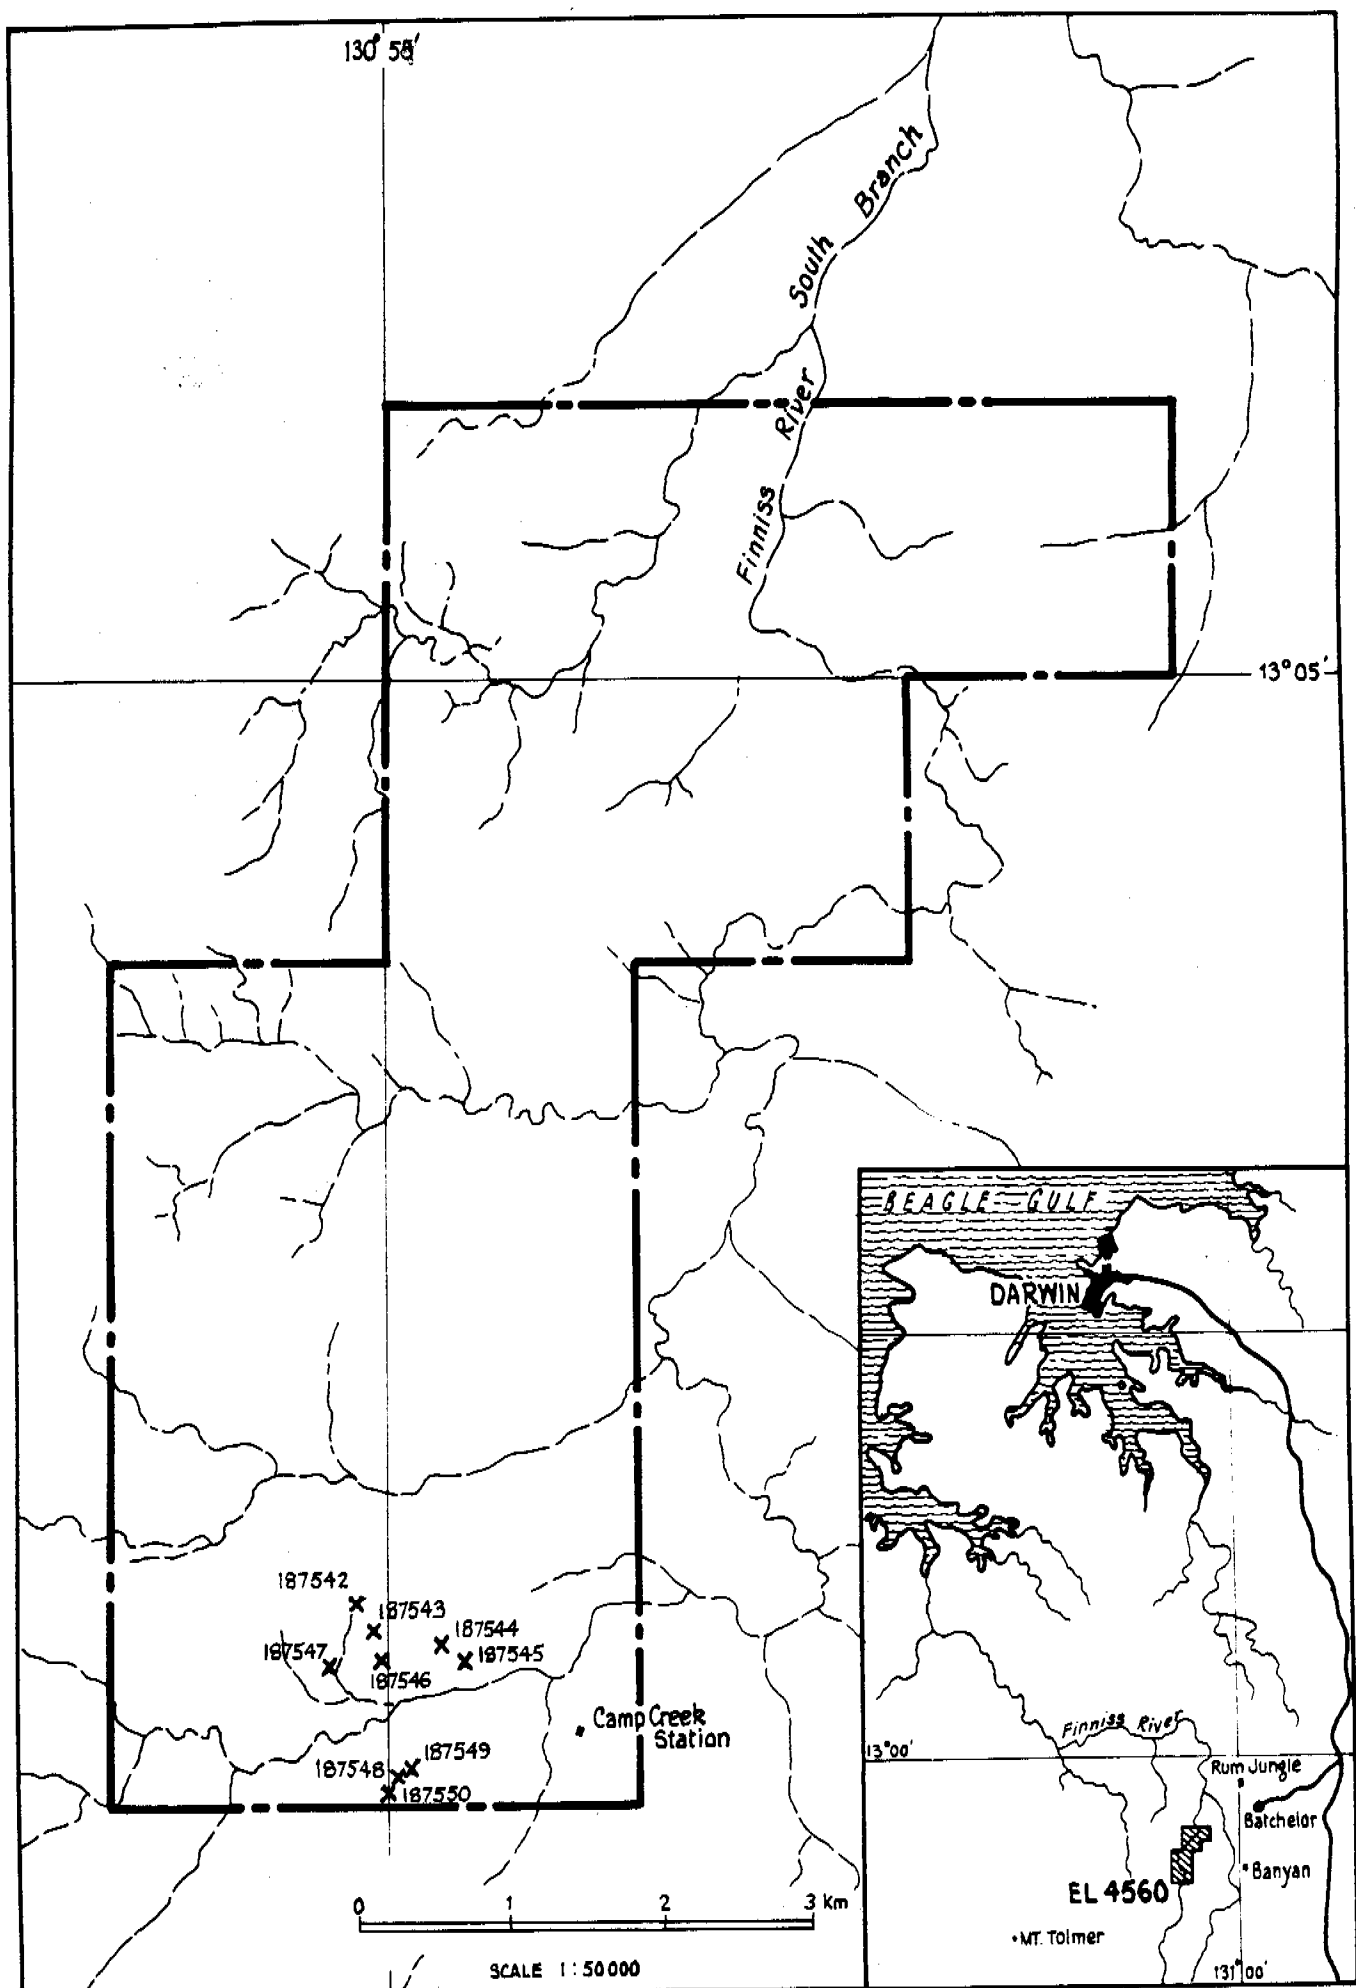 130° 55'
South Branch
Finniss River
13°05'
187542
187543
187544
187545
187547
187546
Camp Creek
Station
187549
187548
187550
0 1 2 3 Km
SCALE 1:50000
BEAGLE GULF
DARWIN
Finniss River
13°00'
Rum Jungle
Batchelor
Banyan
EL 4560
MT. Tolmer
131°00'